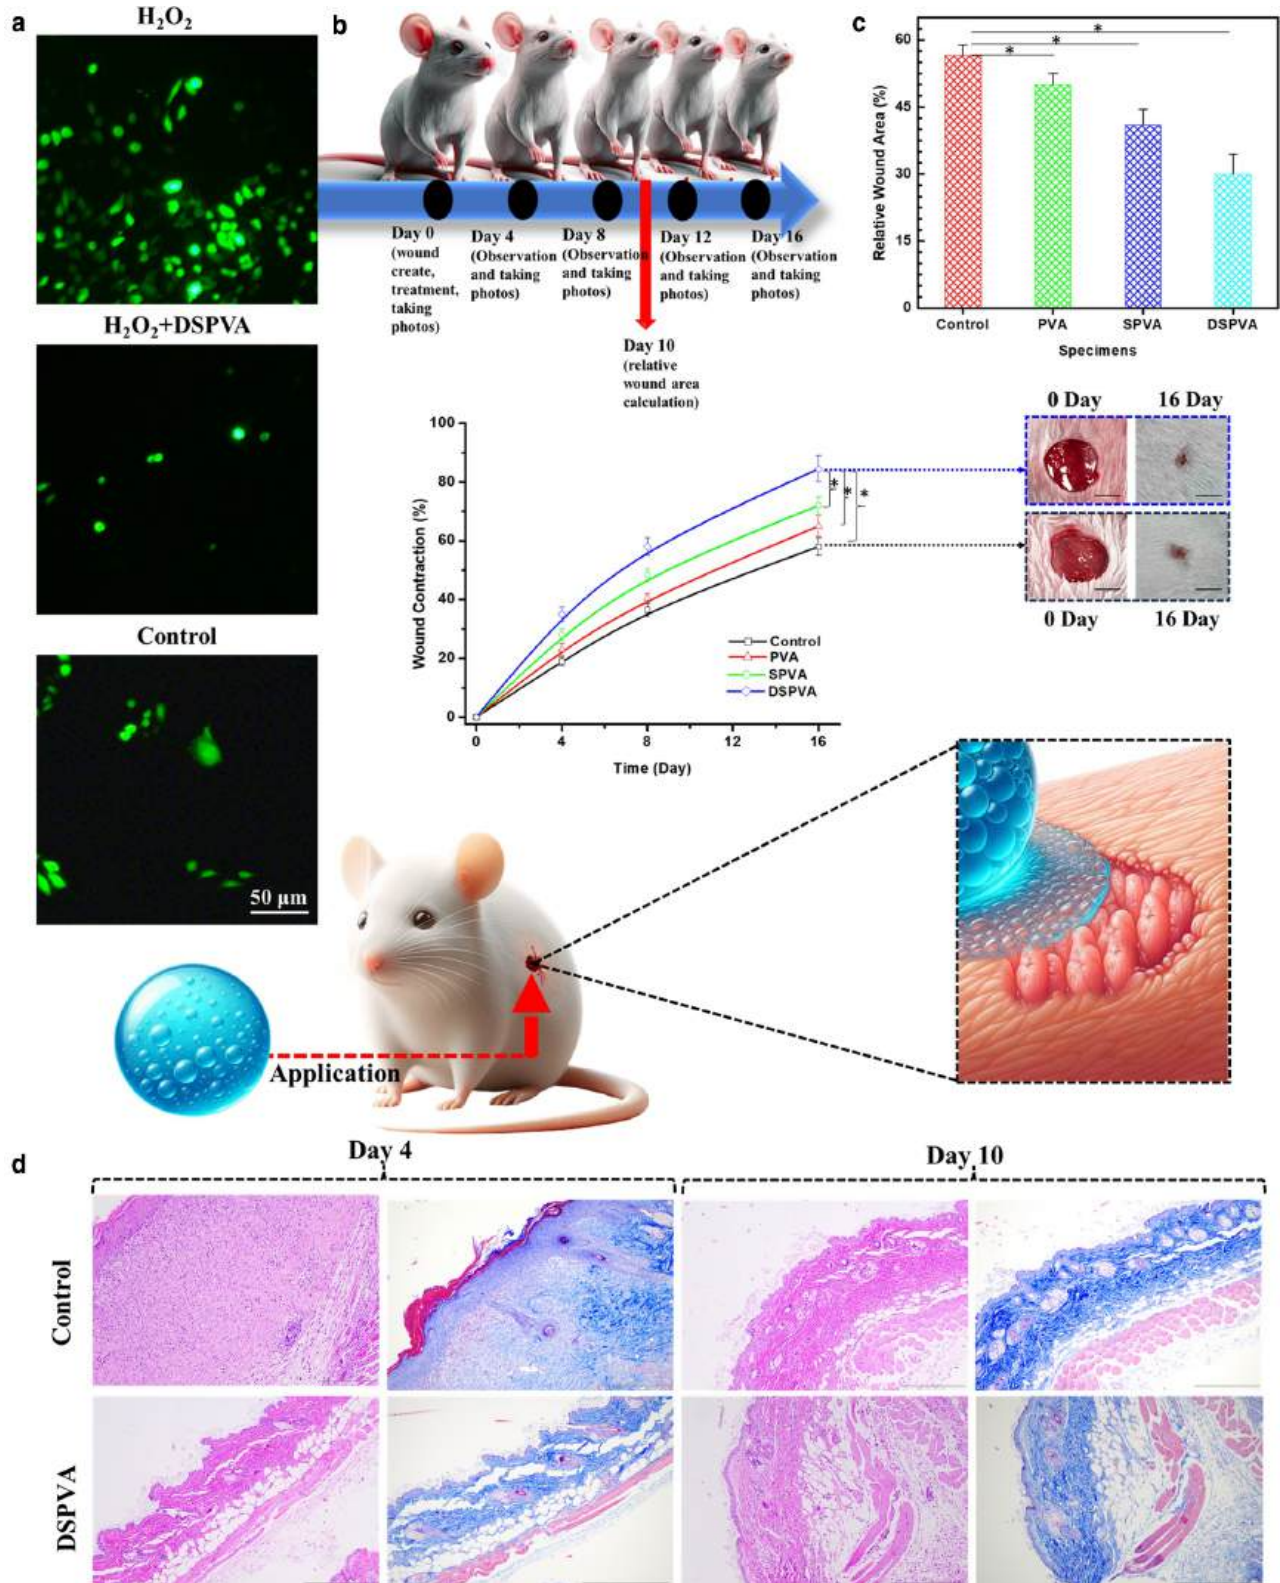 a
H₂O₂
H₂O₂+DSPVA
Control
50 µm
b
Day 0
(wound
create,
treatment,
taking
photos)
Day 4
(Observation
and taking
photos)
Day 8
(Observation
and taking
photos)
Day 12
(Observation
and taking
photos)
Day 16
(Observation
and taking
photos)
Day 10
(relative
wound area
calculation)
c
Relative Wound Area (%)
60
45
30
15
0
*
*
*
Control PVA SPVA DSPVA
Specimens
Wound Contraction (%)
100
80
60
40
20
0
0 4 8 12 16
Time (Day)
Control
PVA
SPVA
DSPVA
*
*
*
0 Day 16 Day
0 Day 16 Day
Application
d
Day 4
Day 10
Control
DSPVA